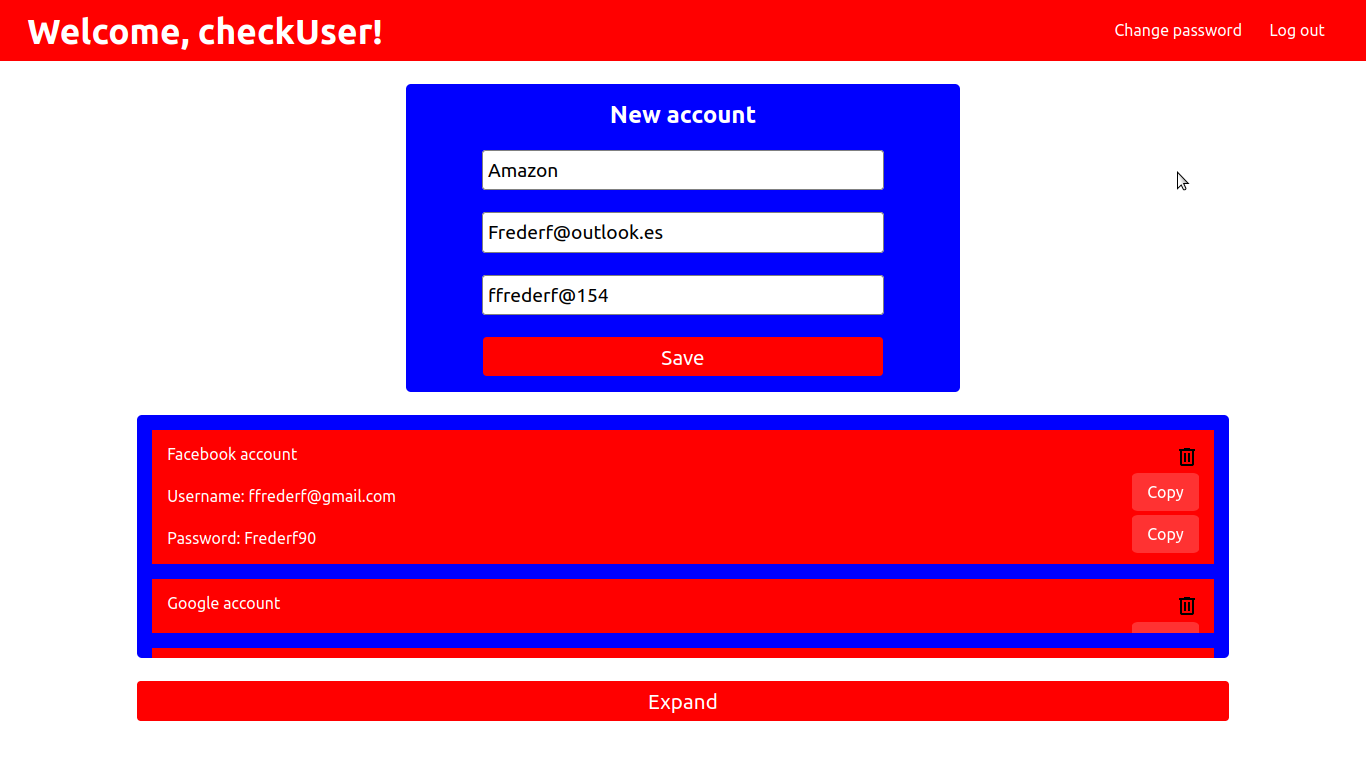 Welcome, checkUser!
Change password
Log out
New account
Amazon
Frederf@outlook.es
ffrederf@154
Save
Facebook account
Username: ffrederf@gmail.com
Copy
Password: Frederf90
Copy
Google account
Expand